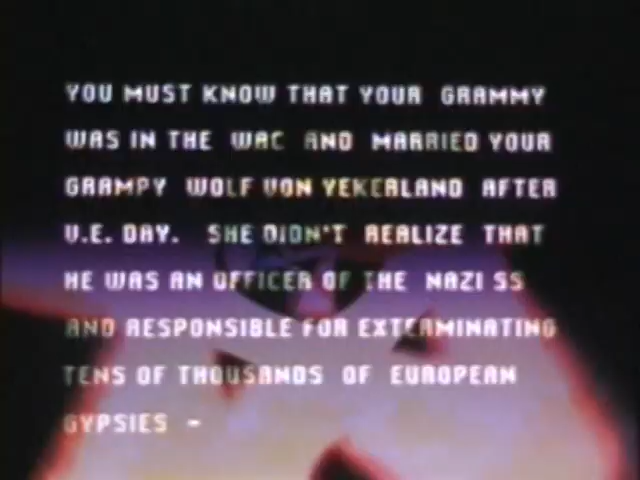 YOU MUST KNOW THAT YOUR GRAMMY
WAS IN THE WAC AND MARRIED YOUR
GRAMPY WOLF VON YEKERLAND AFTER
V.E. DAY. SHE DIDN'T REALIZE THAT
HE WAS AN OFFICER OF THE NAZI SS
AND RESPONSIBLE FOR EXTERMINATING
TENS OF THOUSANDS OF EUROPEAN
GYPSIES -